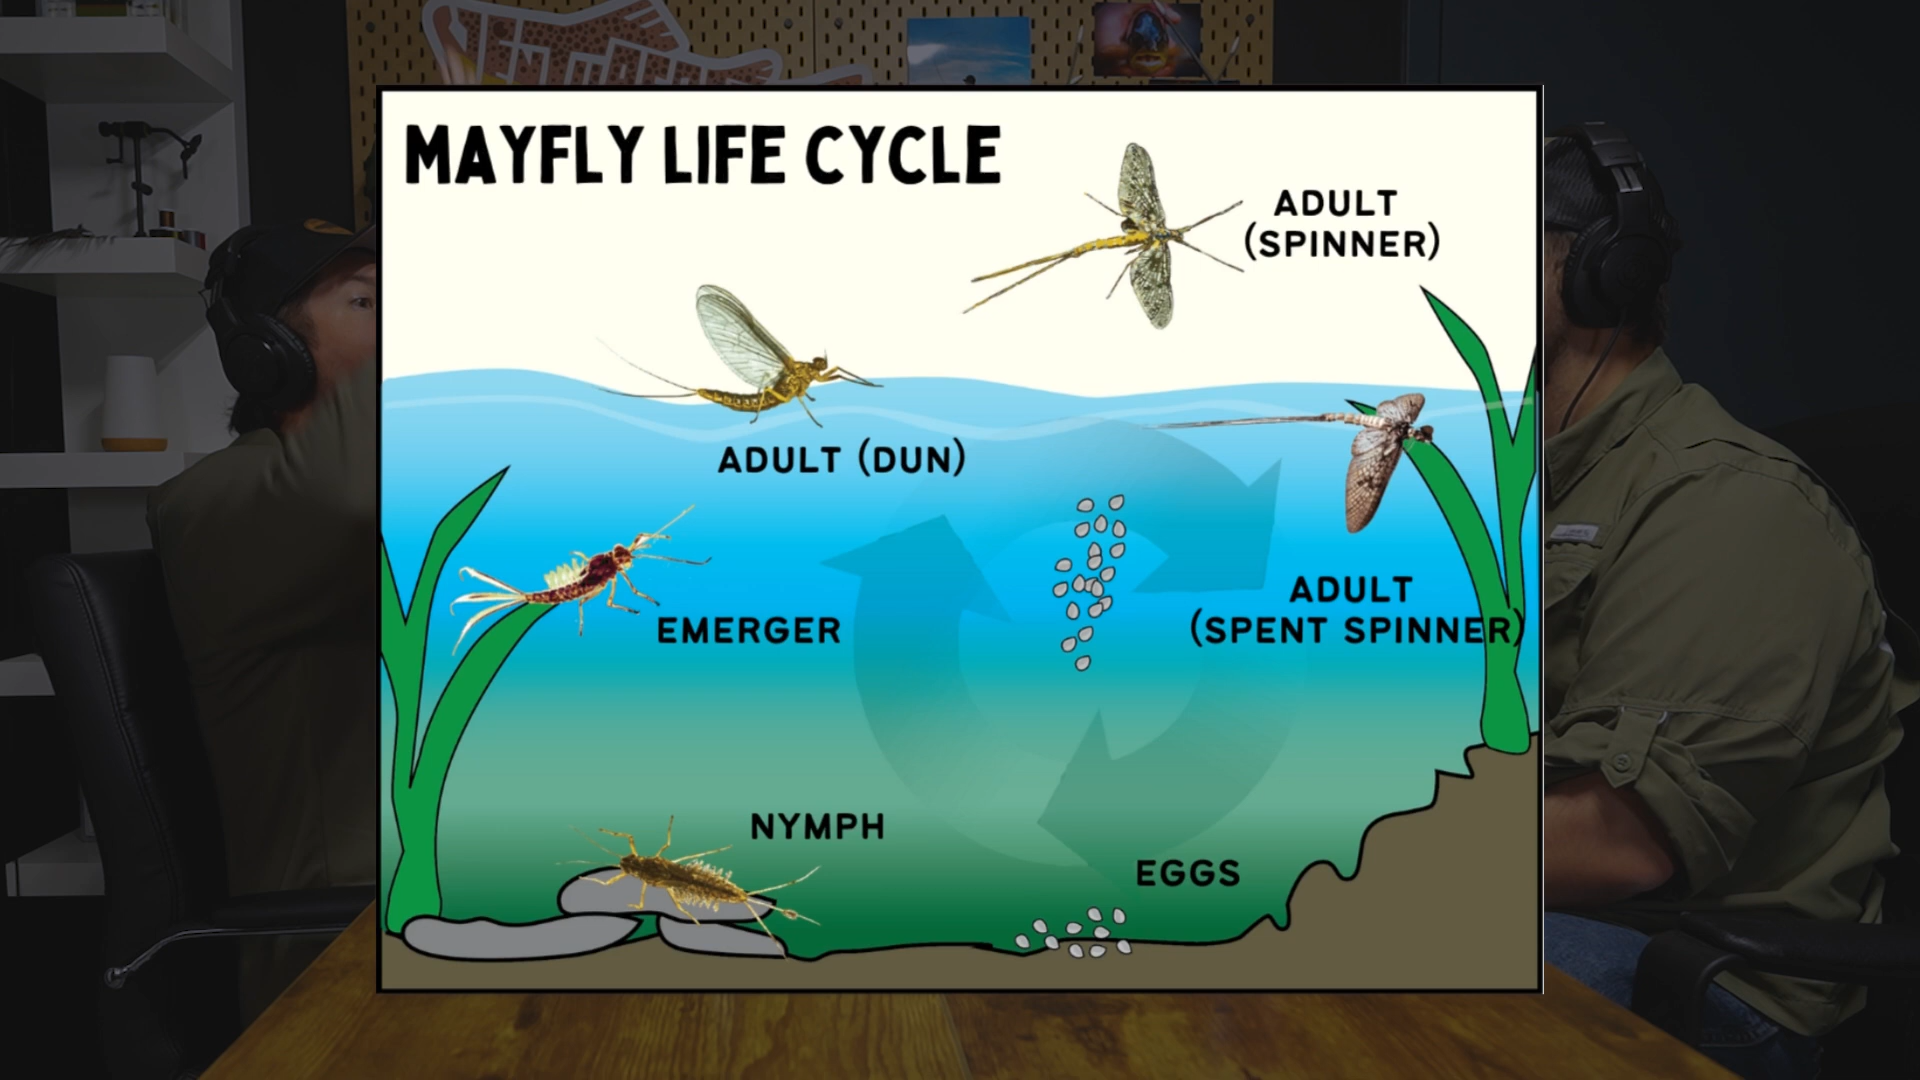 MAYFLY LIFE CYCLE
ADULT
(SPINNER)
ADULT (DUN)
ADULT
(SPENT SPINNER)
EMERGER
NYMPH
EGGS